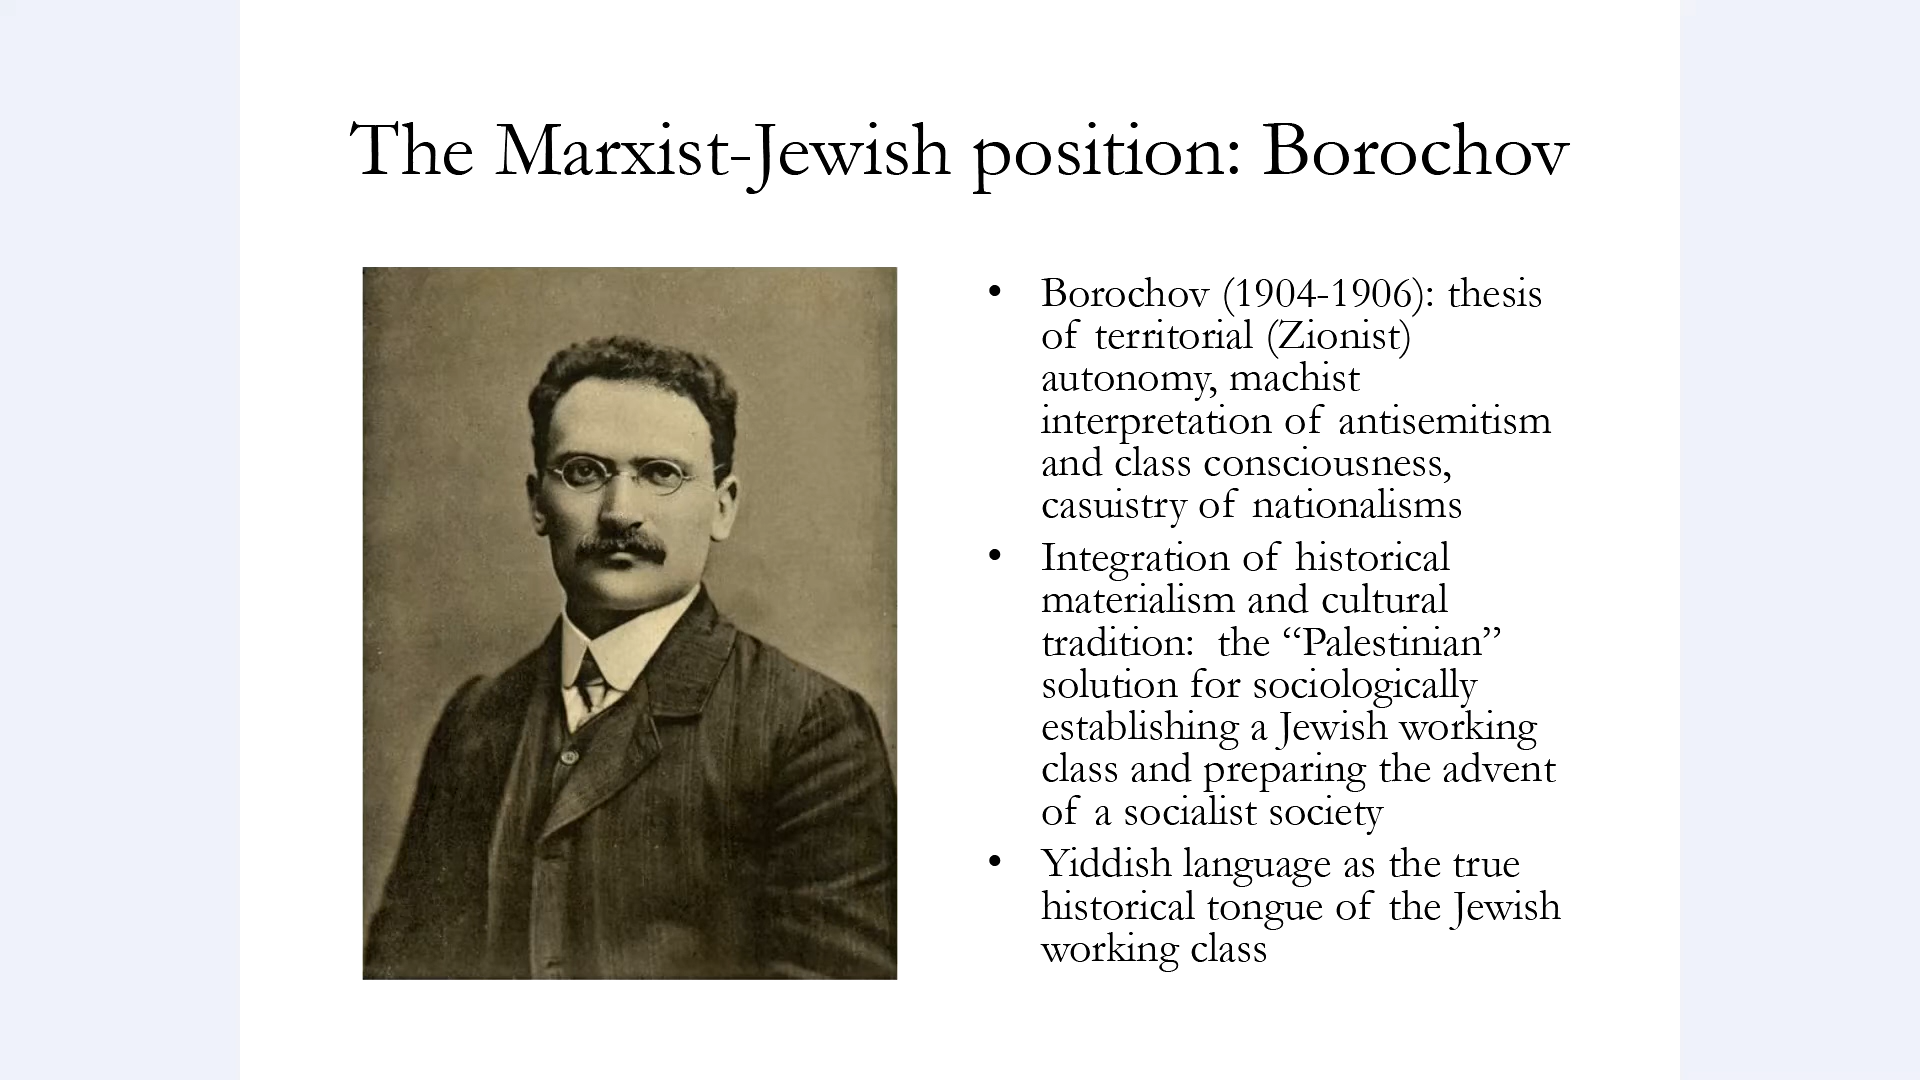 The Marxist-Jewish position: Borochov
• Borochov (1904-1906): thesis
of territorial (Zionist)
autonomy, machist
interpretation of antisemitism
and class consciousness,
casuistry of nationalisms
• Integration of historical
materialism and cultural
tradition: the “Palestinian”
solution for sociologically
establishing a Jewish working
class and preparing the advent
of a socialist society
• Yiddish language as the true
historical tongue of the Jewish
working class